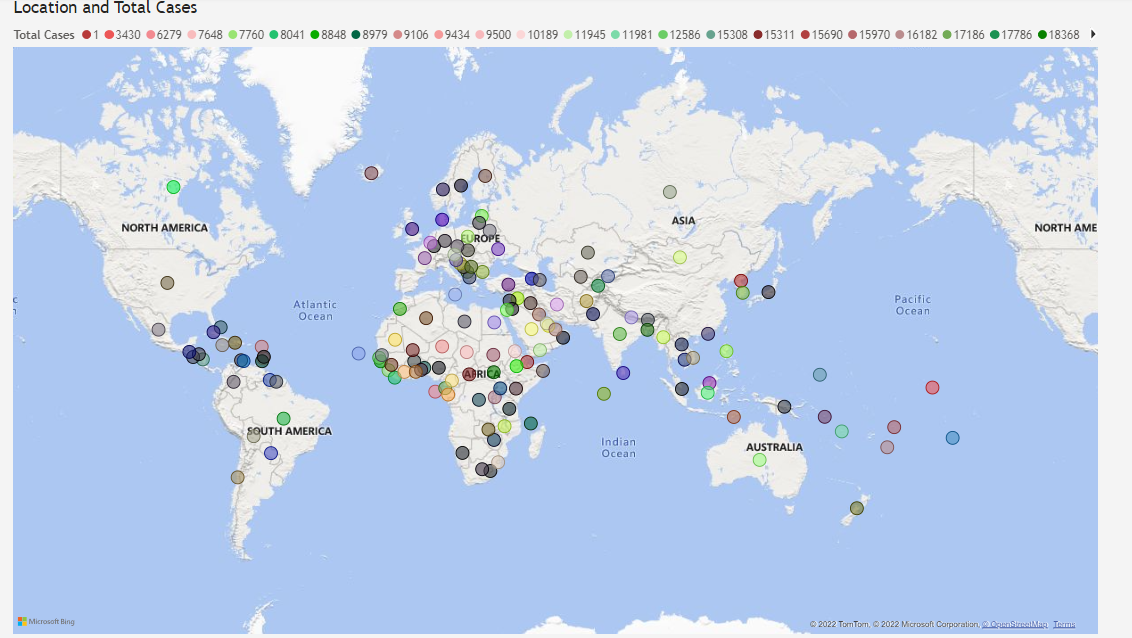 Location and Total Cases
Total Cases 1 3430 6279 7648 7760 8041 8848 8979 9106 9434 9500 10189 11945 11981 12586 15308 15311 15690 15970 16182 17186 17786 18368
ASIA
NORTH AMERICA
NORTH AME
EUROPE
Atlantic
Ocean
Pacific
Ocean
AFRICA
SOUTH AMERICA
Indian
Ocean
AUSTRALIA
Microsoft Bing
© 2022 TomTom, © 2022 Microsoft Corporation, © OpenStreetMap Terms